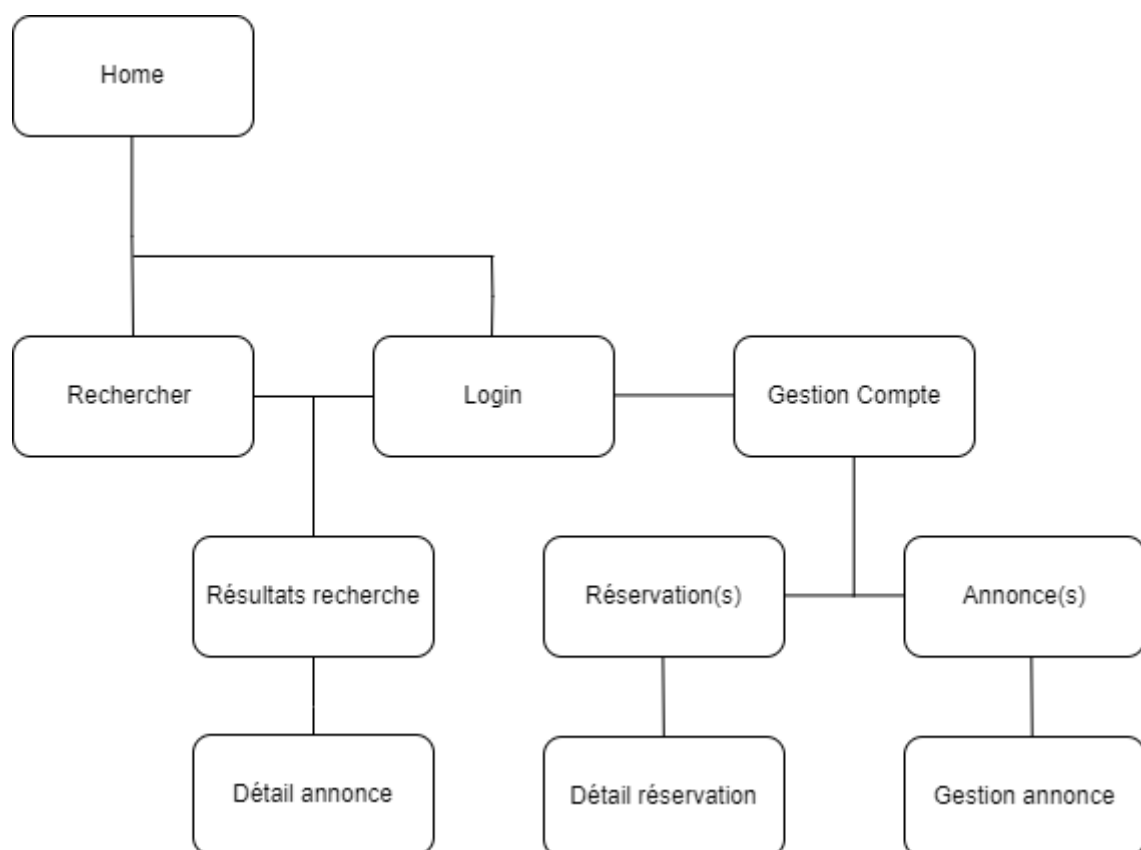 Home
Rechercher
Login
Gestion Compte
Résultats recherche
Réservation(s)
Annonce(s)
Détail annonce
Détail réservation
Gestion annonce